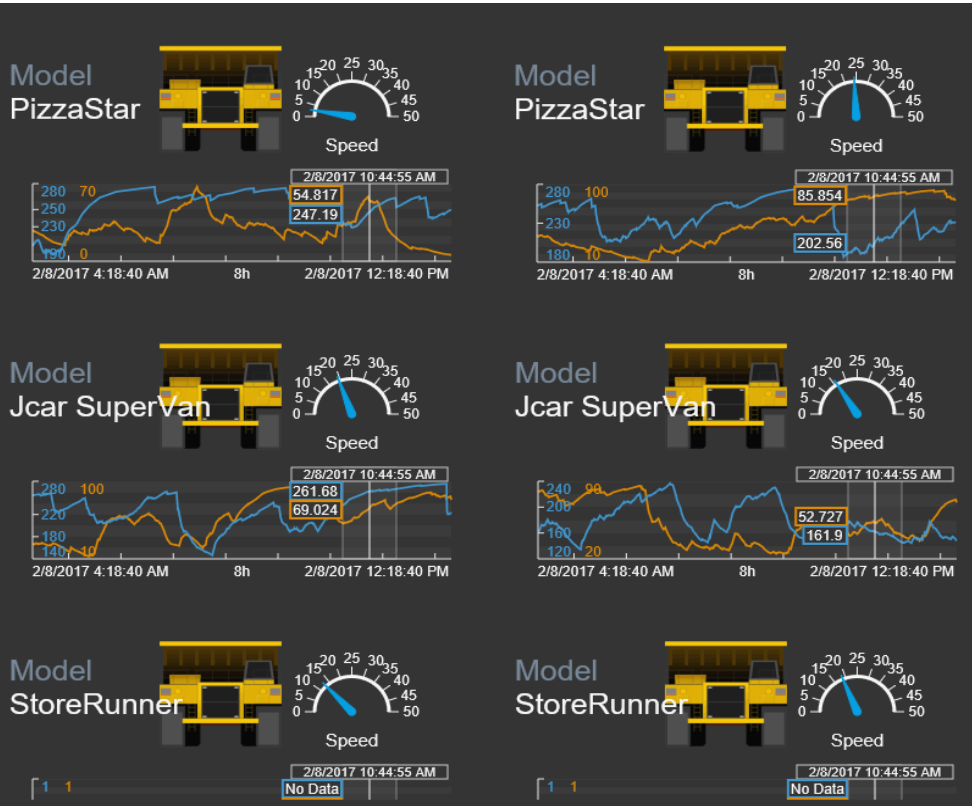 Model
PizzaStar
0 5 10 15 20 25 30 35 40 45 50
Speed
2/8/2017 10:44:55 AM
280 70
54.817
250
247.19
230
190 0
2/8/2017 4:18:40 AM 8h 2/8/2017 12:18:40 PM
Model
PizzaStar
0 5 10 15 20 25 30 35 40 45 50
Speed
2/8/2017 10:44:55 AM
280 100
85.854
230
202.56
180 10
2/8/2017 4:18:40 AM 8h 2/8/2017 12:18:40 PM
Model
Jcar SuperVan
0 5 10 15 20 25 30 35 40 45 50
Speed
2/8/2017 10:44:55 AM
280 100
261.68
220
69.024
180
140 10
2/8/2017 4:18:40 AM 8h 2/8/2017 12:18:40 PM
Model
Jcar SuperVan
0 5 10 15 20 25 30 35 40 45 50
Speed
2/8/2017 10:44:55 AM
240 90
200
52.727
160
161.9
120 20
2/8/2017 4:18:40 AM 8h 2/8/2017 12:18:40 PM
Model
StoreRunner
0 5 10 15 20 25 30 35 40 45 50
Speed
2/8/2017 10:44:55 AM
1 1
No Data
Model
StoreRunner
0 5 10 15 20 25 30 35 40 45 50
Speed
2/8/2017 10:44:55 AM
1 1
No Data